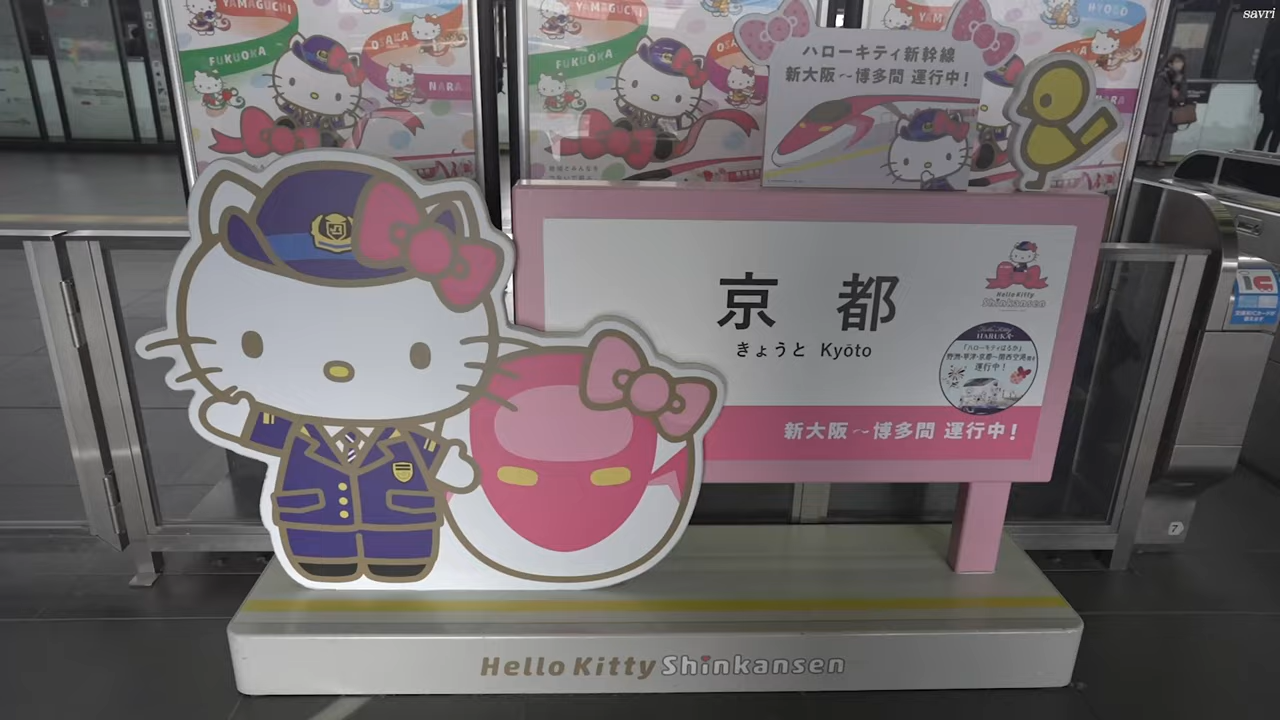 savri
YAMAGUCHI
FUKUOKA
OSAKA
NARA
FUKUOKA
HYOGO
ハローキティ新幹線
新大阪～博多間 運行中!
京都
きょうと Kyōto
Hello Kitty
Shinkansen
Hello Kitty
HARUKA
「ハローキティはるか」
運行中!
新大阪～博多間 運行中!
7
Hello Kitty Shinkansen